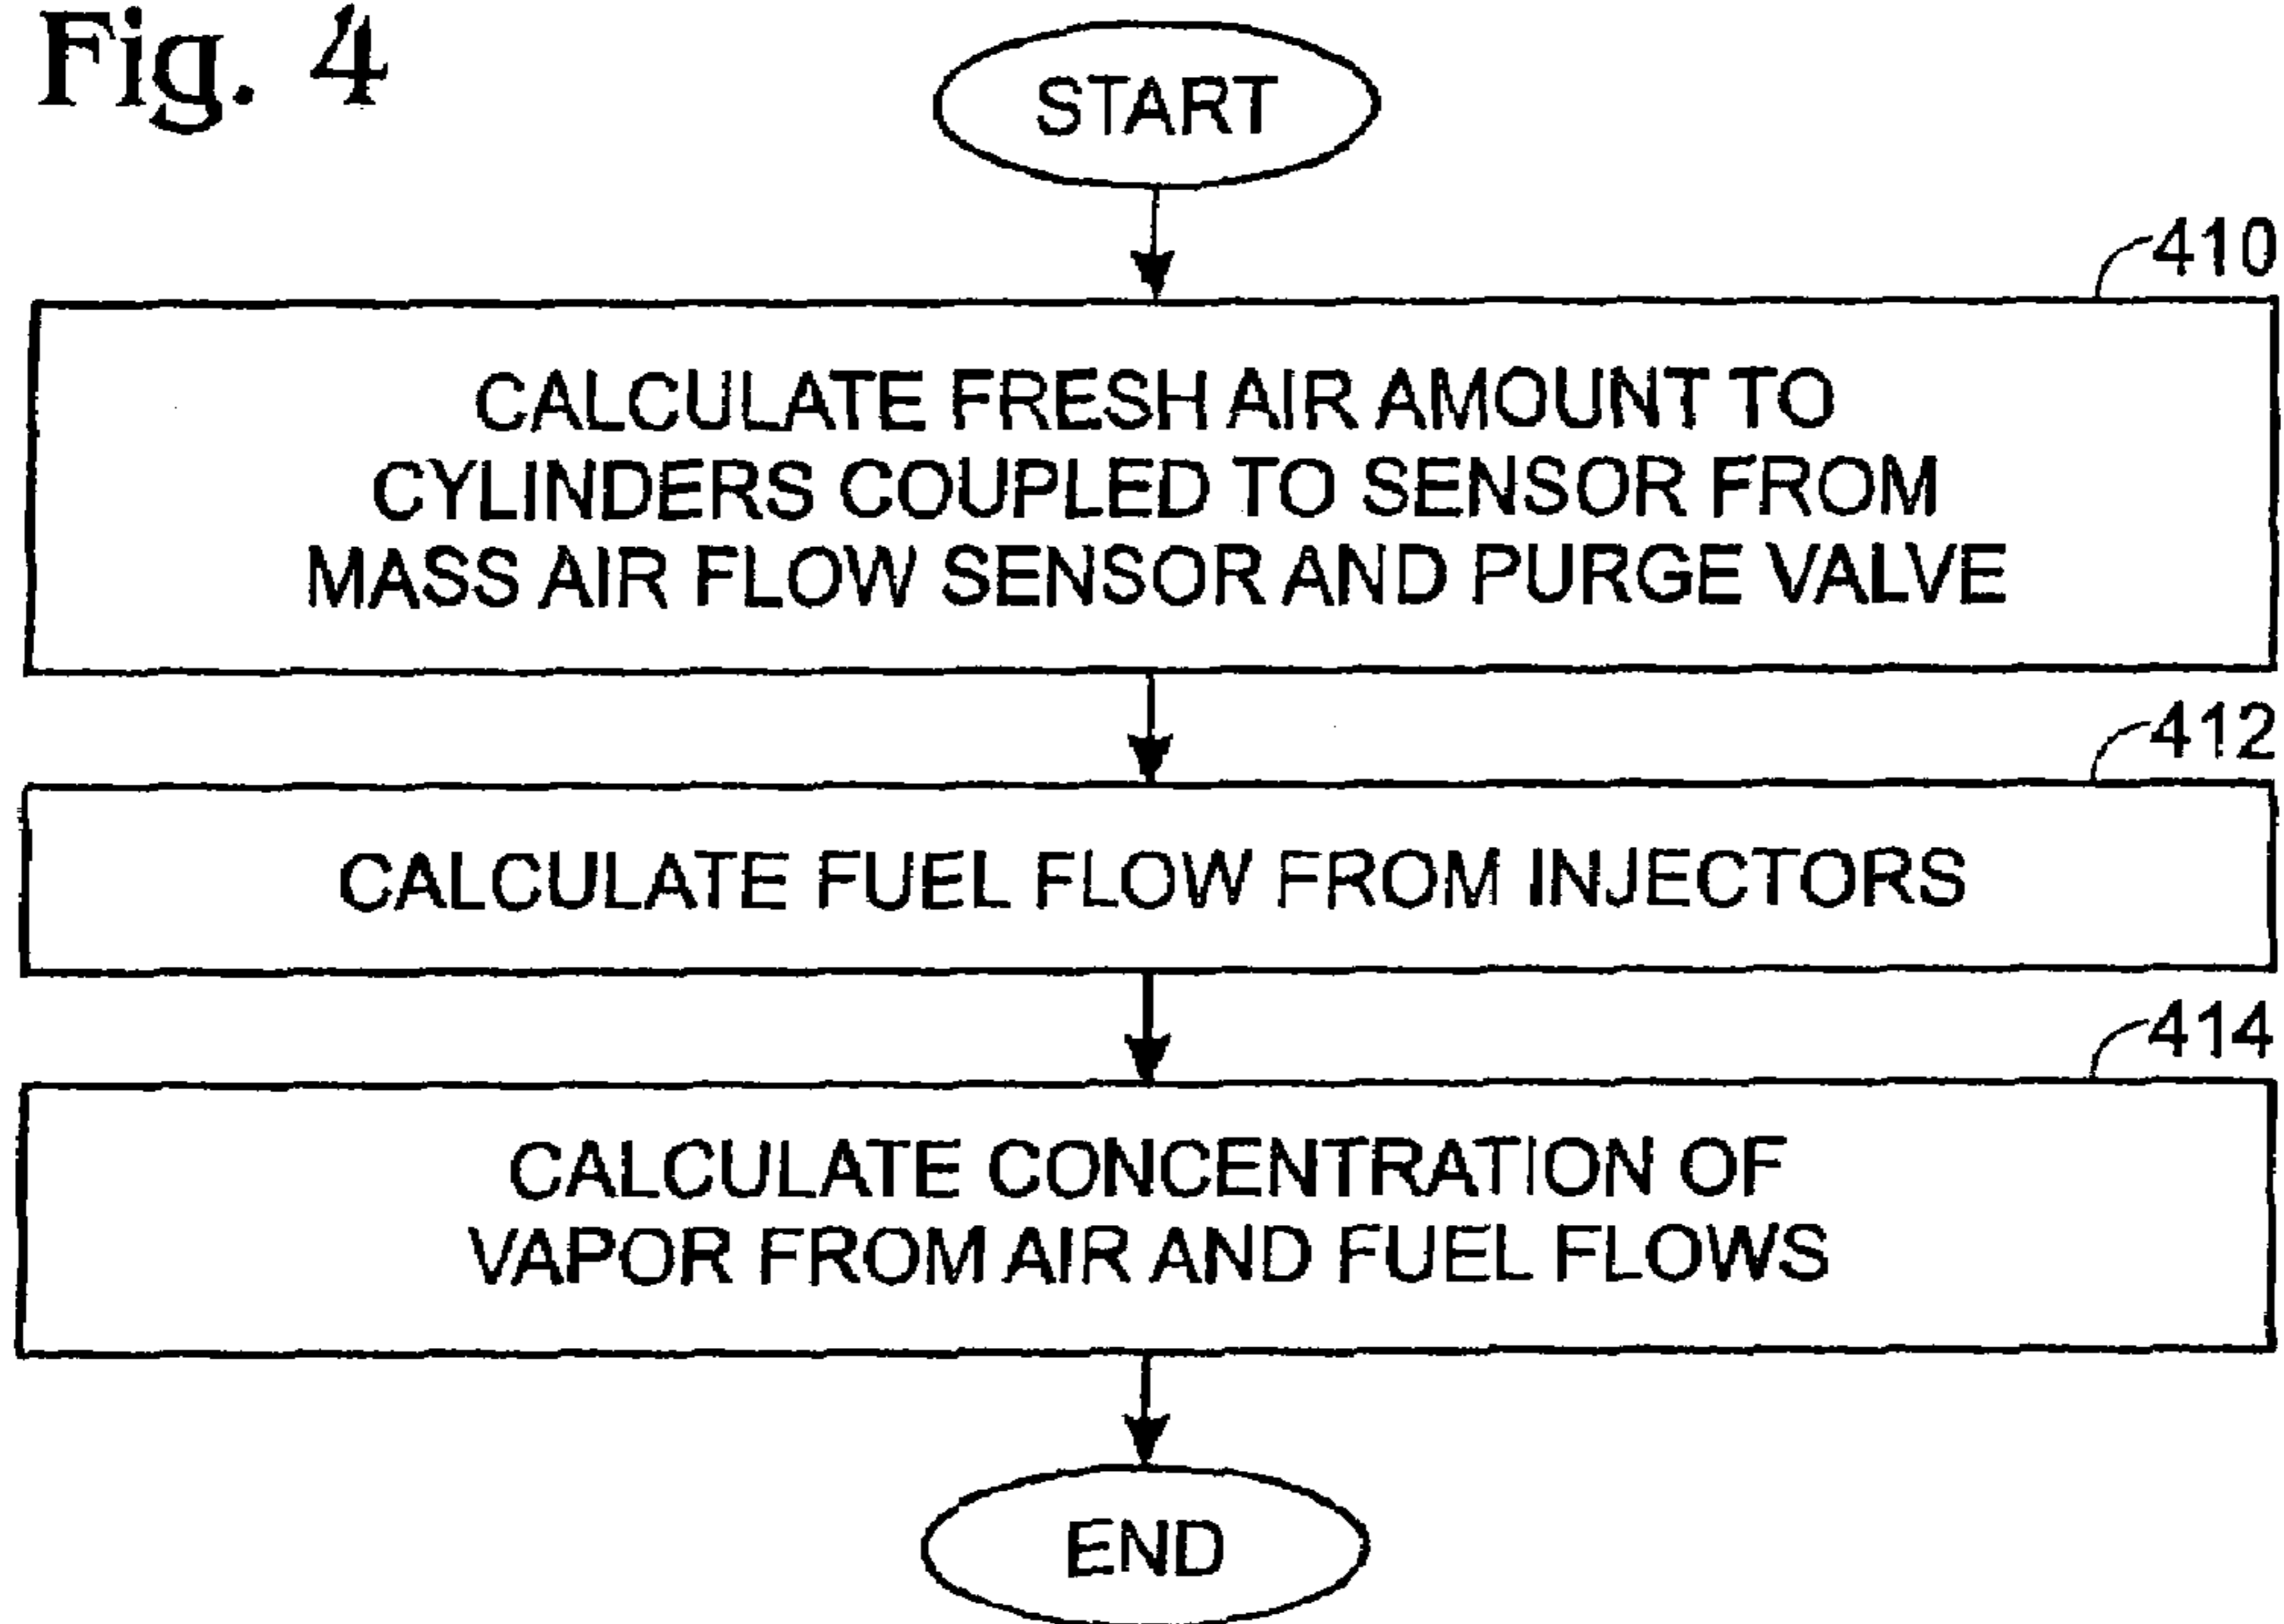 Fig. 4
START
410
CALCULATE FRESH AIR AMOUNT TO
CYLINDERS COUPLED TO SENSOR FROM
MASS AIR FLOW SENSOR AND PURGE VALVE
412
CALCULATE FUEL FLOW FROM INJECTORS
414
CALCULATE CONCENTRATION OF
VAPOR FROM AIR AND FUEL FLOWS
END